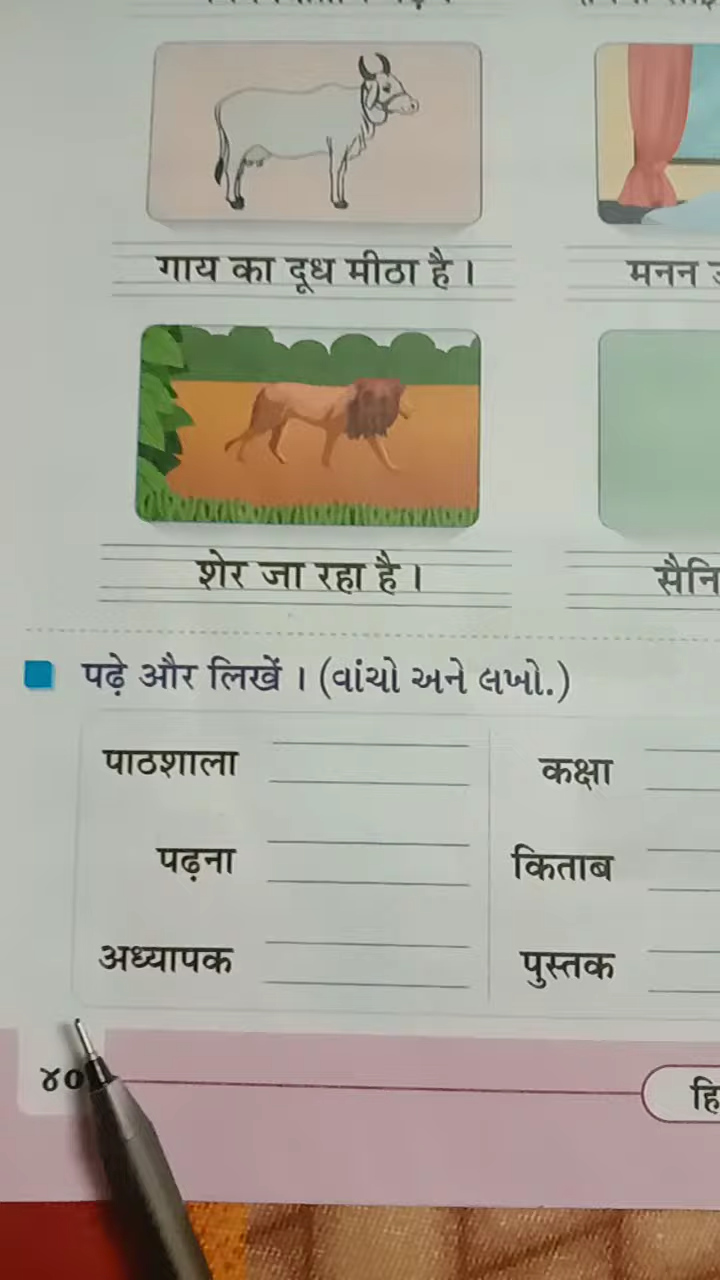 गाय का दूध मीठा है।
मनन
शेर जा रहा है।
सैनि
पढ़े और लिखें। (વાંચો અને લખો.)
पाठशाला
कक्षा
पढ़ना
किताब
अध्यापक
पुस्तक
४०
हि